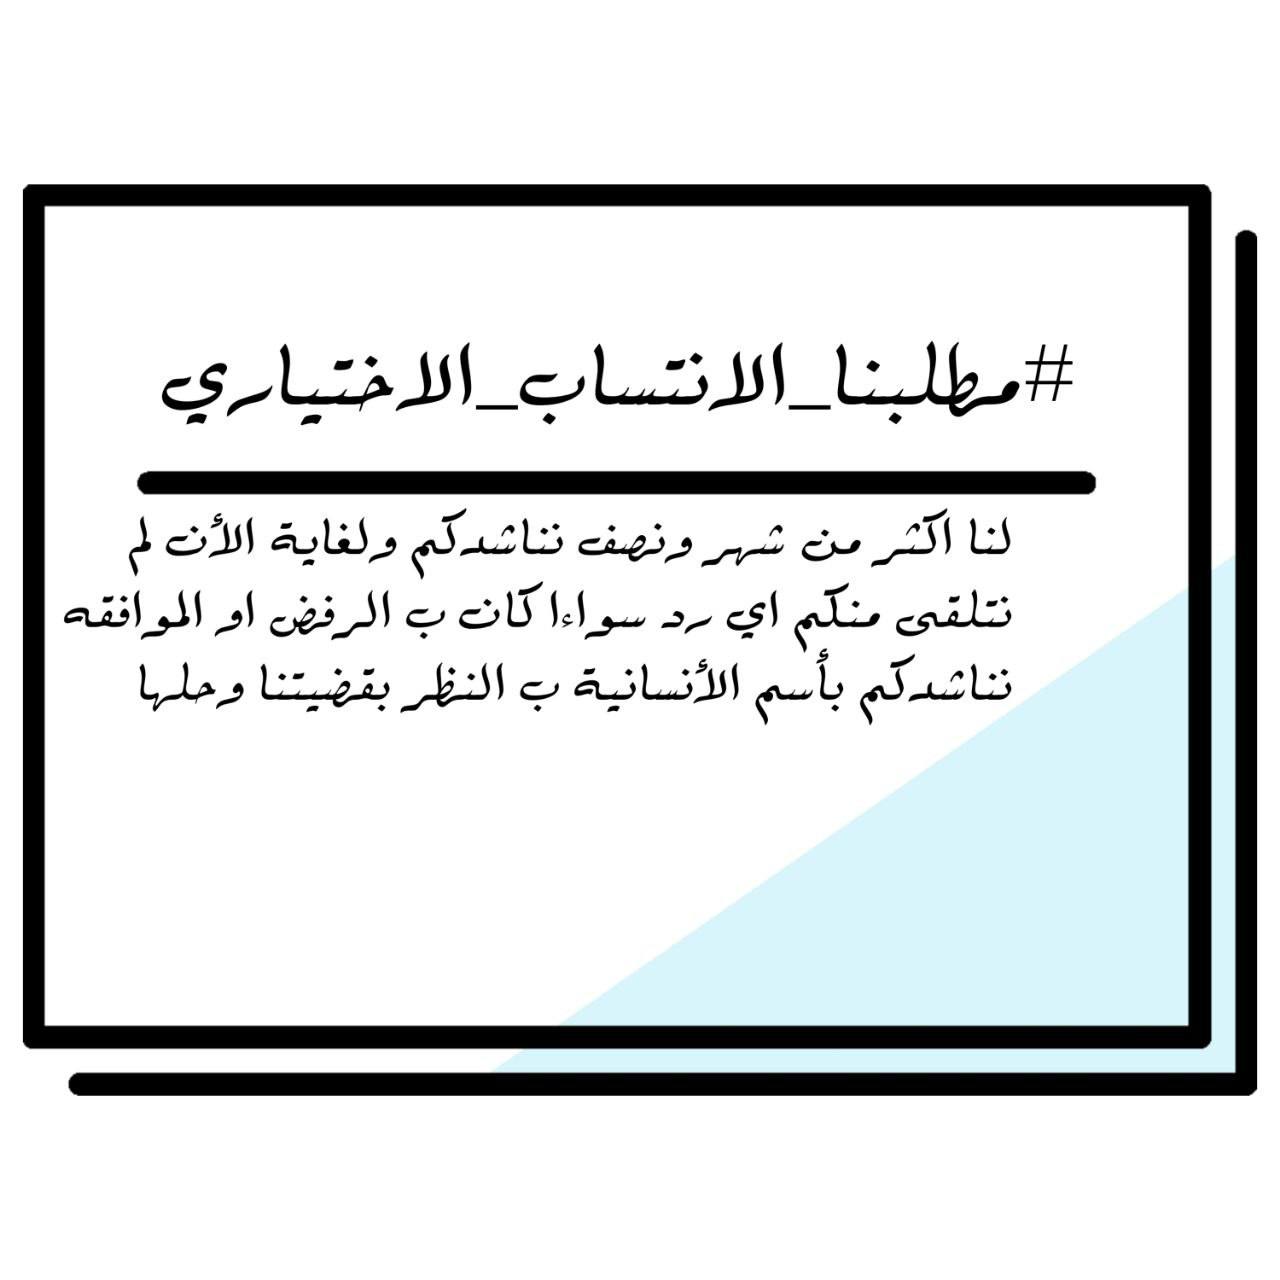 #مطلبنا_الانتساب_الاختياري
لنا اكثر من شهر ونصف نناشدكم ولغاية الأن لم
نتلقى منكم اي رد سواءا كان ب الرفض او الموافقه
نناشدكم بأسم الأنسانية ب النظر بقضيتنا وحلها